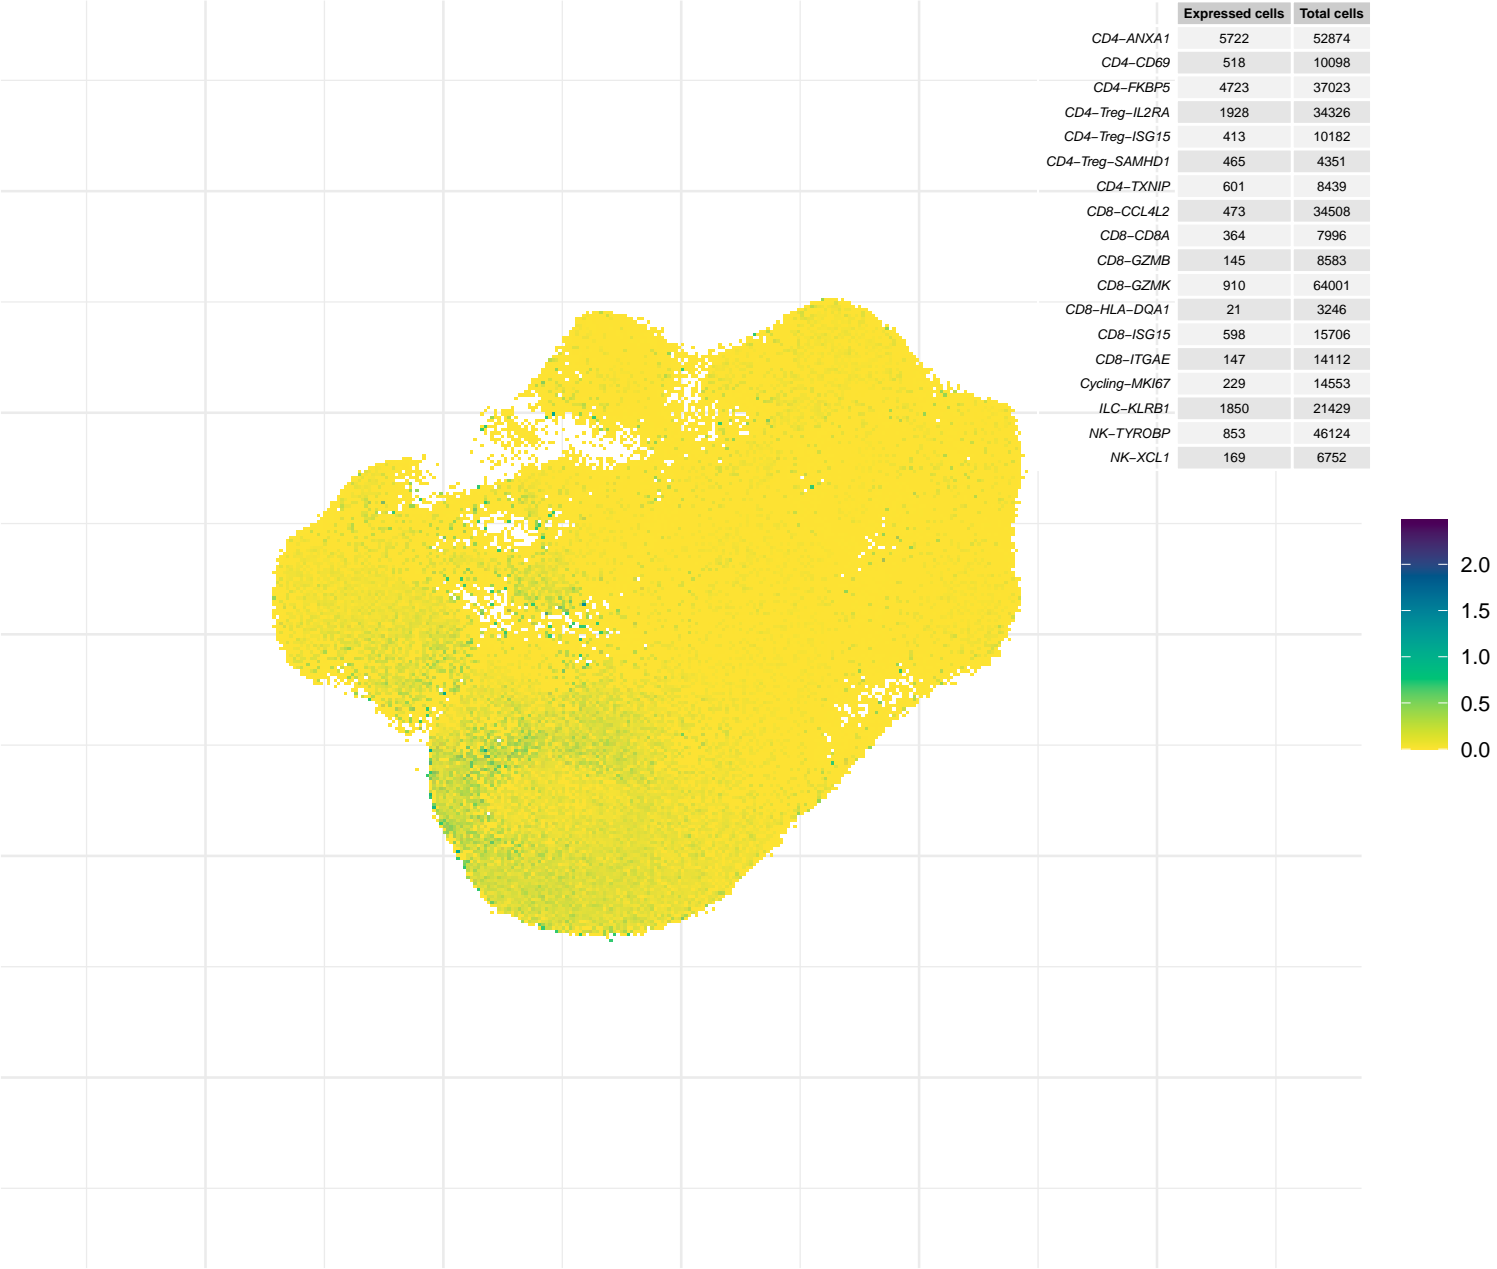 Expressed cells Total cells
CD4−ANXA1 5722 52874
CD4−CD69 518 10098
CD4−FKBP5 4723 37023
CD4−Treg−IL2RA 1928 34326
CD4−Treg−ISG15 413 10182
CD4−Treg−SAMHD1 465 4351
CD4−TXNIP 601 8439
CD8−CCL4L2 473 34508
CD8−CD8A 364 7996
CD8−GZMB 145 8583
CD8−GZMK 910 64001
CD8−HLA−DQA1 21 3246
CD8−ISG15 598 15706
CD8−ITGAE 147 14112
Cycling−MKI67 229 14553
ILC−KLRB1 1850 21429
NK−TYROBP 853 46124
NK−XCL1 169 6752
2.0
1.5
1.0
0.5
0.0